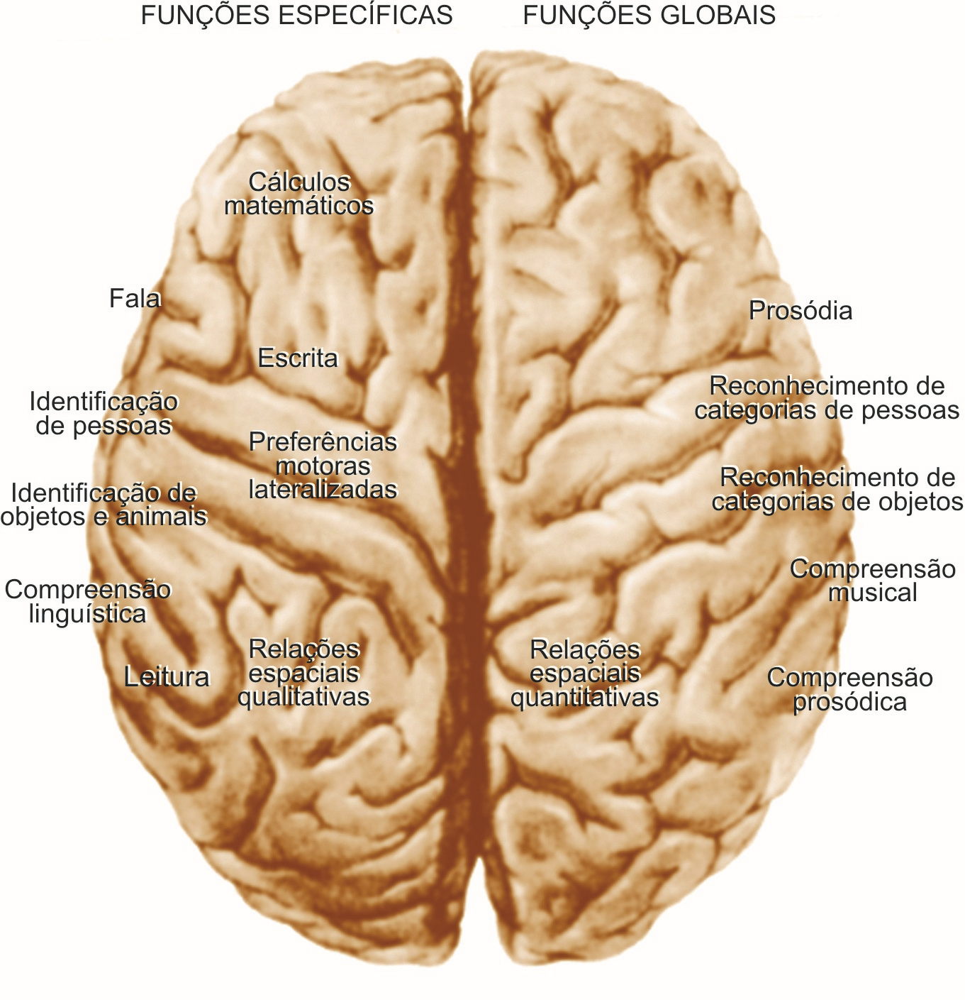 FUNÇÕES ESPECÍFICAS
FUNÇÕES GLOBAIS
Cálculos
matemáticos
Fala
Escrita
Identificação
de pessoas
Preferências
motoras
lateralizadas
Identificação de
objetos e animais
Compreensão
linguística
Leitura
Relações
espaciais
qualitativas
Prosódia
Reconhecimento de
categorias de pessoas
Reconhecimento de
categorias de objetos
Compreensão
musical
Relações
espaciais
quantitativas
Compreensão
prosódica